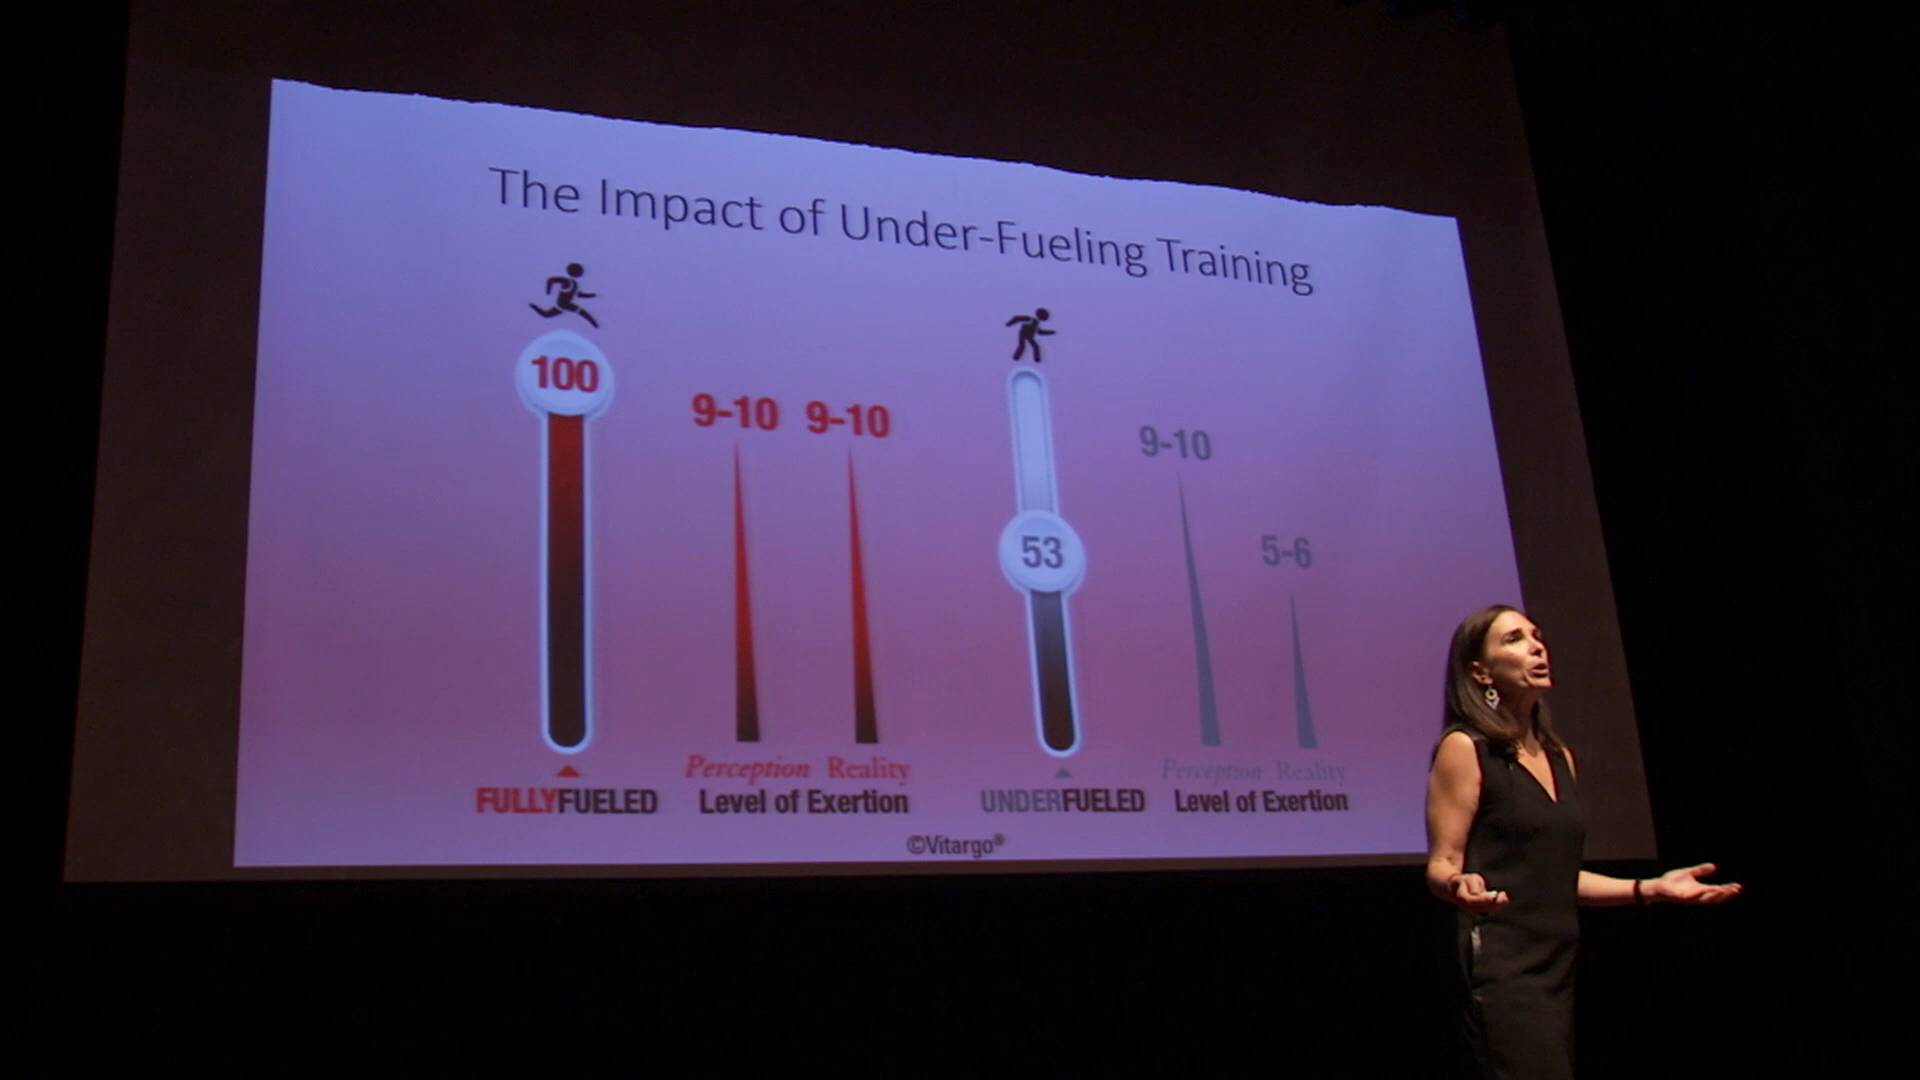 The Impact of Under-Fueling Training
100
9-10 9-10
53
9-10
5-6
Perception Reality
FULLYFUELED
Level of Exertion
Perception Reality
UNDERFUELED
Level of Exertion
©Vitargo®